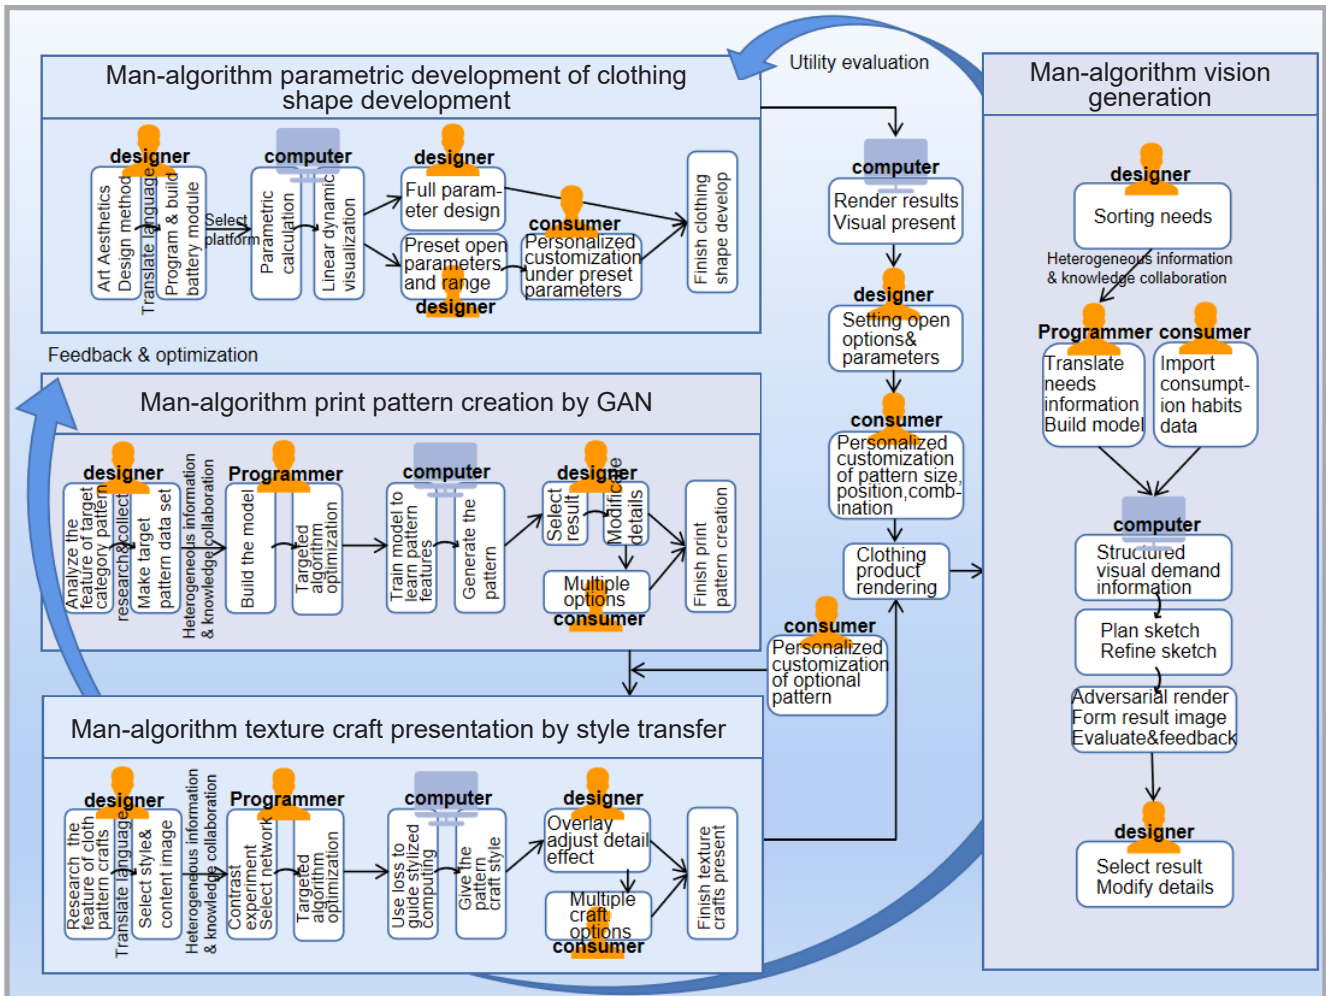 Man-algorithm parametric development of clothing
shape development
designer
Art Aesthetics
Design method
Translate language
Program & build
battery module
Select
platform
computer
Parametric
calculation
Linear dynamic
visualization
designer
Full param-
eter design
Preset open
parameters
and range
designer
consumer
Personalized
customization
under preset
parameters
Finish clothing
shape develop
Feedback & optimization
Man-algorithm print pattern creation by GAN
designer
Analyze the
feature of target
category pattern
research&collect
Make target
pattern data set
Heterogeneous information
& knowledge collaboration
Programmer
Build the model
Targeted
algorithm
optimization
computer
Train model to
learn pattern
features
Generate the
pattern
designer
Select
result
Modificate
details
Multiple
options
consumer
Finish print
pattern creation
Man-algorithm texture craft presentation by style transfer
designer
Research the
feature of cloth
pattern crafts
Translate language
Select style&
content image
Heterogeneous information
& knowledge collaboration
Programmer
Contrast
experiment
Select network
Targeted
algorithm
optimization
computer
Use loss to
guide stylized
computing
Give the
pattern
craft style
designer
Overlay
adjust detail
effect
Multiple
craft
options
consumer
Finish texture
crafts present
Utility evaluation
computer
Render results
Visual present
designer
Setting open
options&
parameters
consumer
Personalized
customization
of pattern size,
position,comb-
ination
Clothing
product
rendering
consumer
Personalized
customization
of optional
pattern
Man-algorithm vision
generation
designer
Sorting needs
Heterogeneous information
& knowledge collaboration
Programmer
Translate
needs
information
Build model
consumer
Import
consumpt-
ion habits
data
computer
Structured
visual demand
information
Plan sketch
Refine sketch
Adversarial render
Form result image
Evaluate&feedback
designer
Select result
Modify details